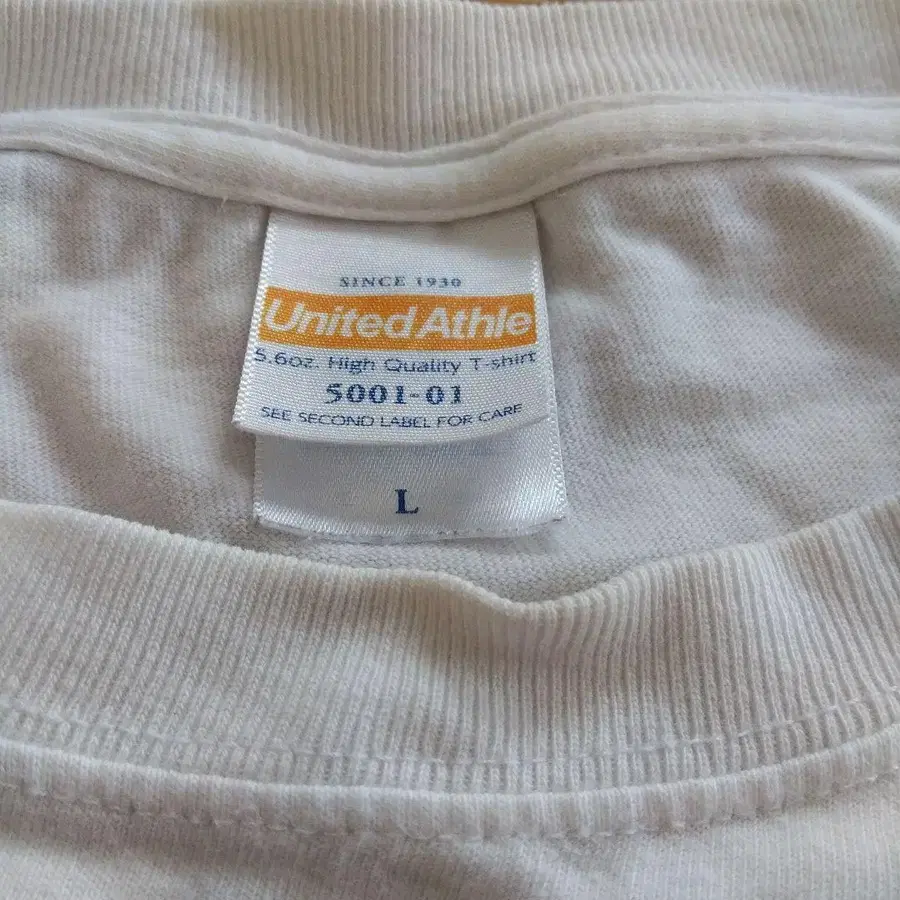 SINCE 1930
United Athle
5.6oz. High Quality T-shirt
5001-01
SEE SECOND LABEL FOR CARE
L